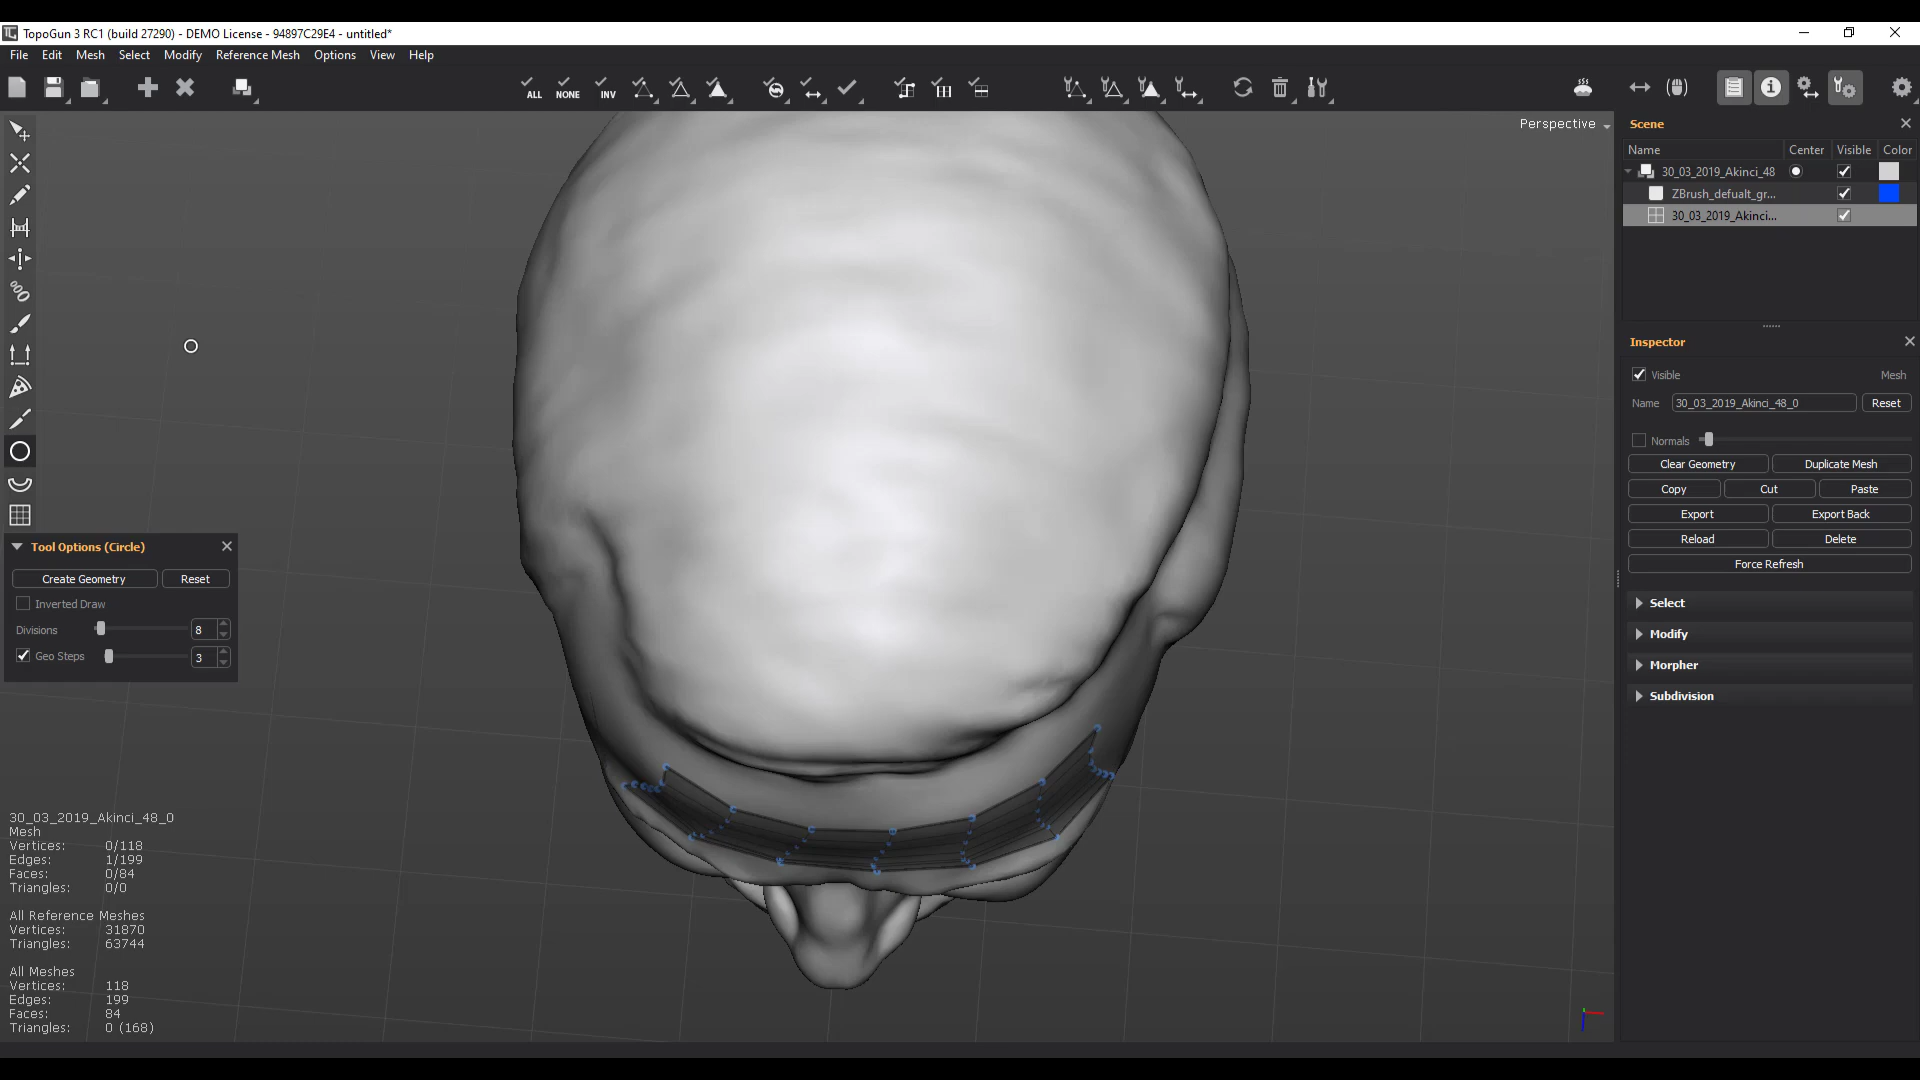 TopoGun 3 RC1 (build 27290) - DEMO License - 94897C29E4 - untitled*
File Edit Mesh Select Modify Reference Mesh Options View Help
ALL NONE INV
Perspective
Scene
Name Center Visible Color
30_03_2019_Akinci_48
ZBrush_defualt_gr...
30_03_2019_Akinci...
Inspector
Visible Mesh
Name 30_03_2019_Akinci_48_0 Reset
Normals
Clear Geometry Duplicate Mesh
Copy Cut Paste
Export Export Back
Reload Delete
Force Refresh
Select
Modify
Morpher
Subdivision
Tool Options (Circle)
Create Geometry Reset
Inverted Draw
Divisions 8
Geo Steps 3
30_03_2019_Akinci_48_0
Mesh
Vertices: 0/118
Edges: 1/199
Faces: 0/84
Triangles: 0/0
All Reference Meshes
Vertices: 31870
Triangles: 63744
All Meshes
Vertices: 118
Edges: 199
Faces: 84
Triangles: 0 (168)